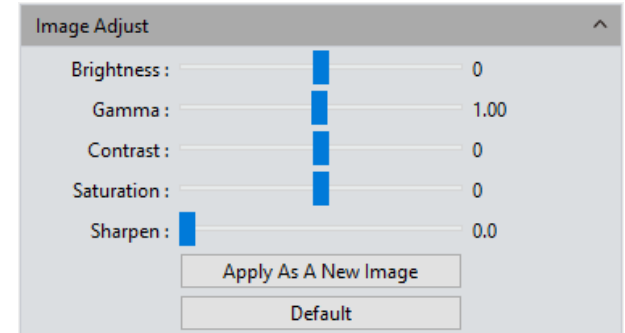 Image Adjust
Brightness : 0
Gamma : 1.00
Contrast : 0
Saturation : 0
Sharpen : 0.0
Apply As A New Image
Default